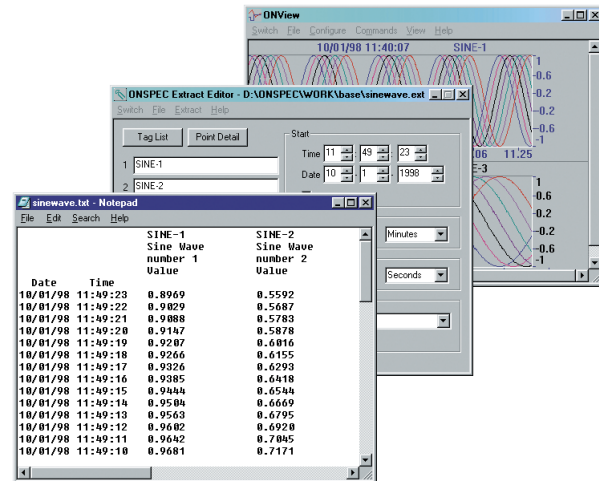 ONView
Switch File Configure Commands View Help
10/01/98 11:40:07 SINE-1
1
-0.6
-0.2
-0.2
-0.6
-1
.06 11.25
E-3
1
-0.6
-0.2
-0.2
-0.6
-1
ONSPEC Extract Editor - D:\ONSPEC\WORK\base\sinewave.ext
Switch File Extract Help
Tag List Point Detail
Start
Time 11 : 49 : 23
Date 10 . 1 . 1998
1 SINE-1
2 SINE-2
Minutes
Seconds
sinewave.txt - Notepad
File Edit Search Help
SINE-1 SINE-2
Sine Wave Sine Wave
number 1 number 2
Value Value
Date Time
10/01/98 11:49:23 0.8969 0.5592
10/01/98 11:49:22 0.9029 0.5687
10/01/98 11:49:21 0.9088 0.5783
10/01/98 11:49:20 0.9147 0.5878
10/01/98 11:49:19 0.9207 0.6016
10/01/98 11:49:18 0.9266 0.6155
10/01/98 11:49:17 0.9326 0.6293
10/01/98 11:49:16 0.9385 0.6418
10/01/98 11:49:15 0.9444 0.6544
10/01/98 11:49:14 0.9504 0.6669
10/01/98 11:49:13 0.9563 0.6795
10/01/98 11:49:12 0.9602 0.6920
10/01/98 11:49:11 0.9642 0.7045
10/01/98 11:49:10 0.9681 0.7171